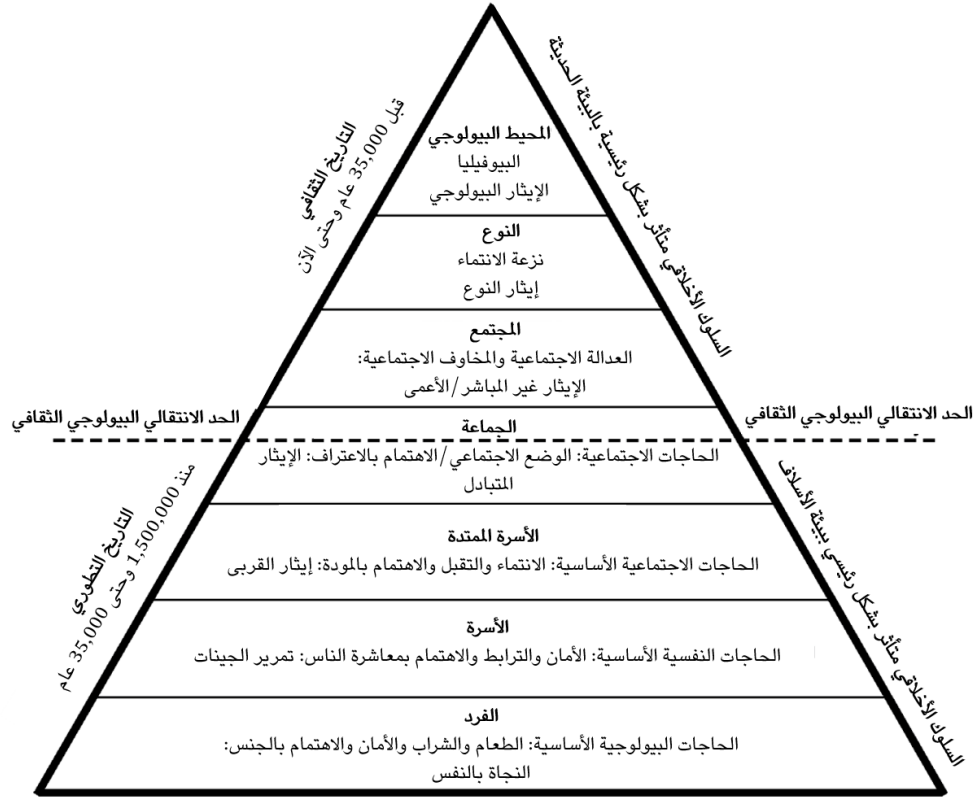 المحيط البيولوجي
البيوفيليا
الإيثار البيولوجي
النوع
نزعة الانتماء
إيثار النوع
المجتمع
العدالة الاجتماعية والمخاوف الاجتماعية:
الإيثار غير المباشر/الأعمى
الجماعة
الحاجات الاجتماعية: الوضع الاجتماعي/الاهتمام بالاعتراف: الإيثار
المتبادل
الأسرة الممتدة
الحاجات الاجتماعية الأساسية: الانتماء والتقبل والاهتمام بالمودة: إيثار القربى
الأسرة
الحاجات النفسية الأساسية: الأمان والترابط والاهتمام بمعاشرة الناس: تمرير الجينات
الفرد
الحاجات البيولوجية الأساسية: الطعام والشراب والأمان والاهتمام بالجنس:
النجاة بالنفس
السلوك الأخلاقي متأثر بشكل رئيسية بالبيئة الحديثة
الحد الانتقالي البيولوجي الثقافي
السلوك الأخلاقي متأثر بشكل رئيسي ببيئة الأسلاف
التاريخ الثقافي
قبل 35,000 عام وحتى الآن
الحد الانتقالي البيولوجي الثقافي
التاريخ التطوري
منذ 1,500,000 وحتى 35,000 عام